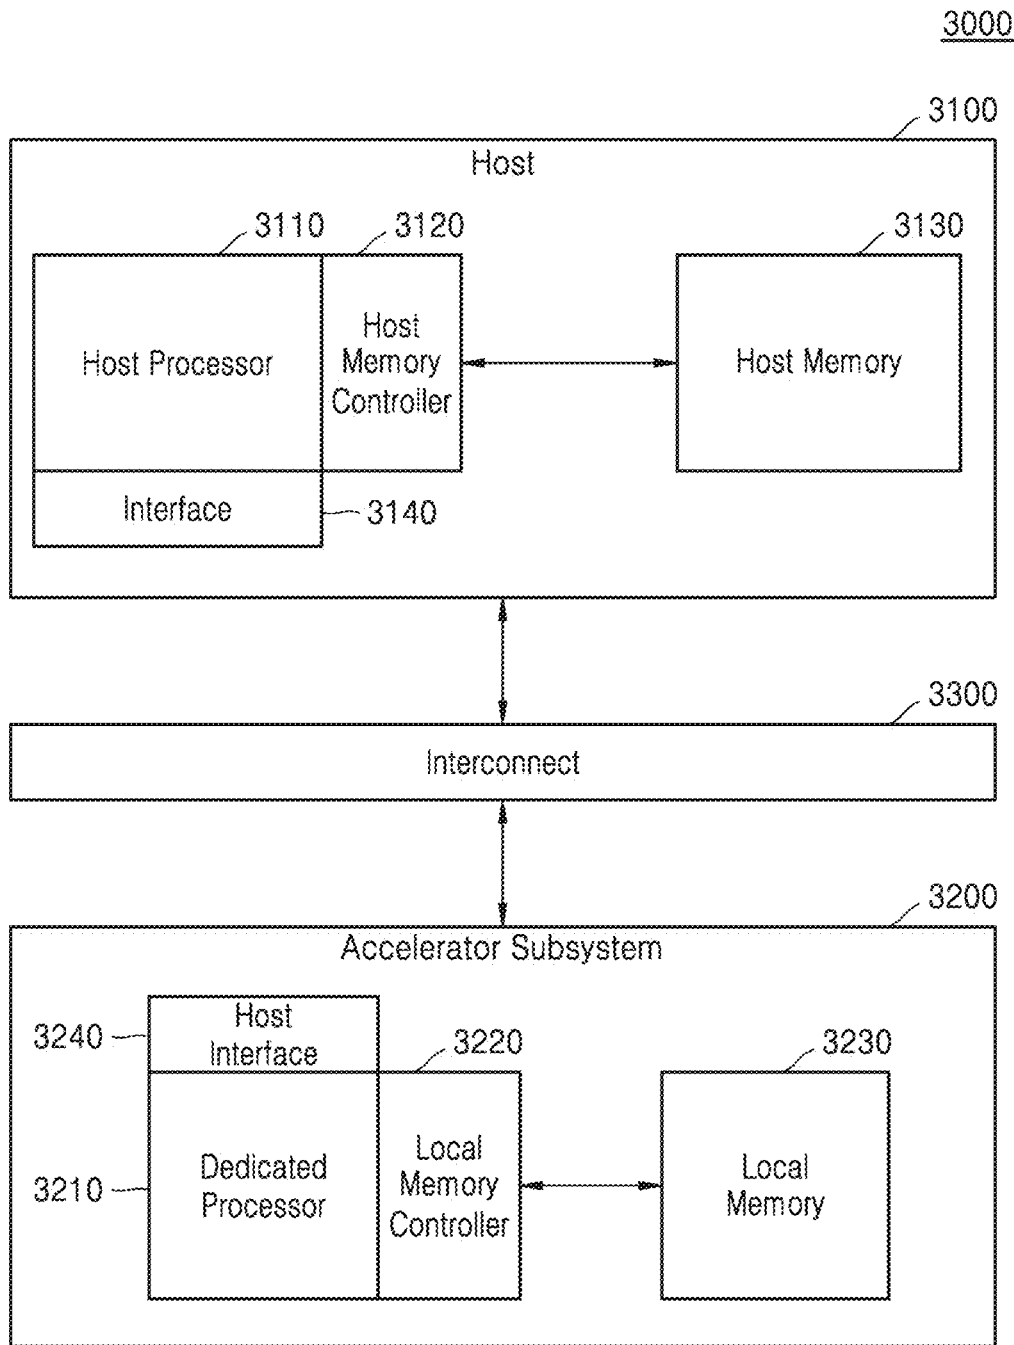 3000
3100
Host
3110
3120
3130
Host Processor
Host
Memory
Controller
Host Memory
Interface
3140
3300
Interconnect
3200
Accelerator Subsystem
3240
Host
Interface
3220
3230
3210
Dedicated
Processor
Local
Memory
Controller
Local
Memory